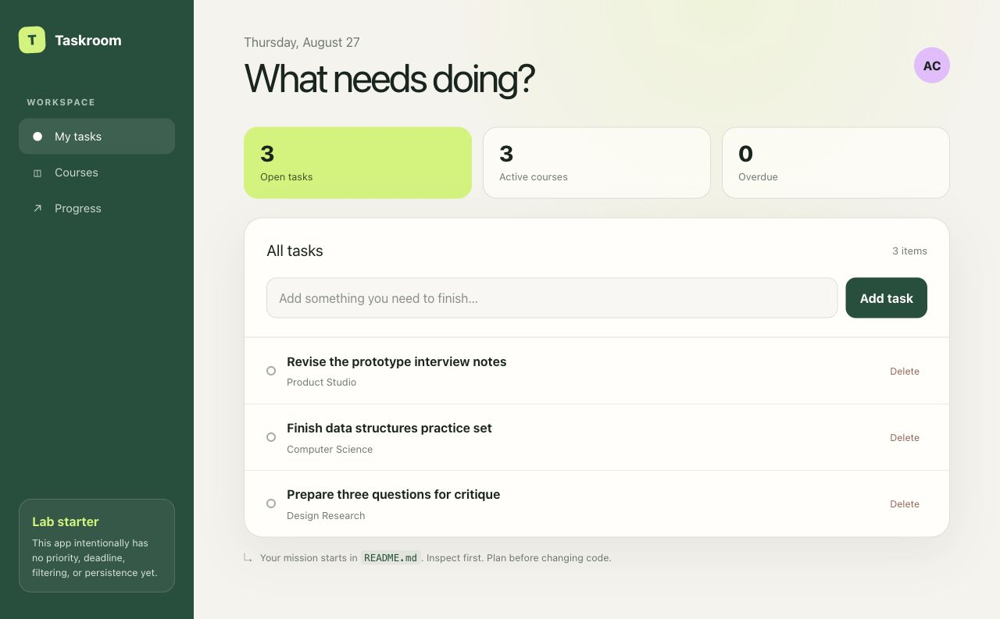 T
Taskroom
WORKSPACE
My tasks
Courses
Progress
Lab starter
This app intentionally has
no priority, deadline,
filtering, or persistence yet.
Thursday, August 27
What needs doing?
AC
3
Open tasks
3
Active courses
0
Overdue
All tasks
3 items
Add something you need to finish...
Add task
Revise the prototype interview notes
Product Studio
Delete
Finish data structures practice set
Computer Science
Delete
Prepare three questions for critique
Design Research
Delete
Your mission starts in README.md. Inspect first. Plan before changing code.